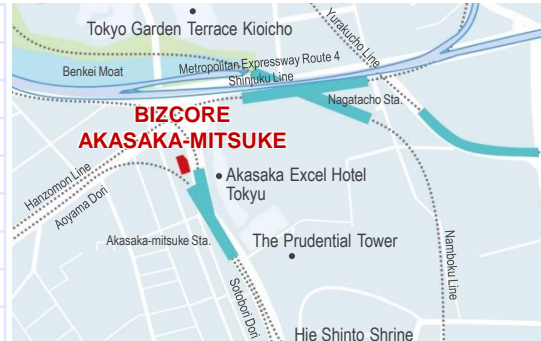 Tokyo Garden Terrace Kioicho
Yurakucho Line
Metropolitan Expressway Route 4
Shinjuku Line
Benkei Moat
Nagatacho Sta.
BIZCORE
AKASAKA-MITSUKE
Akasaka Excel Hotel
Tokyu
Hanzomon Line
Aoyama Dori
Akasaka-mitsuke Sta.
The Prudential Tower
Namboku Line
Sotobori Dori
Hie Shinto Shrine